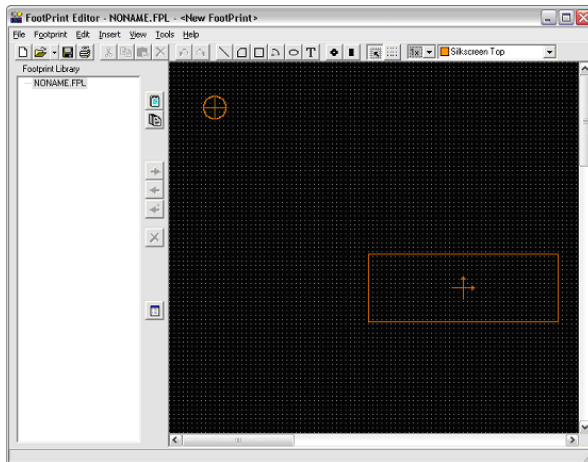 FootPrint Editor - NONAME.FPL - <New FootPrint>
File Footprint Edit Insert View Tools Help
T 1x Silkscreen Top
Footprint Library
NONAME.FPL